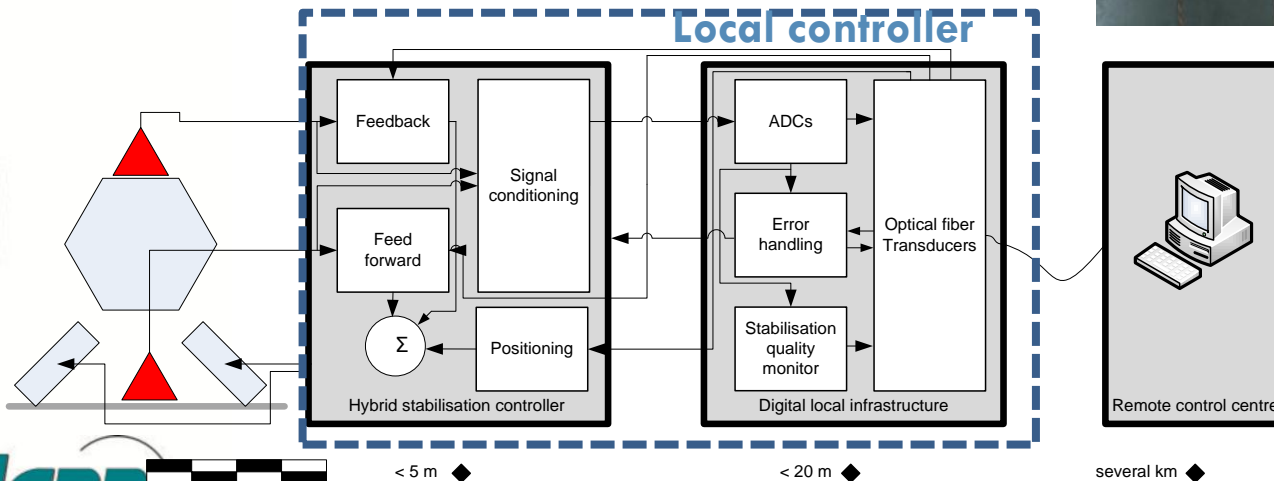 Local controller
Feedback
Signal
conditioning
Feed
forward
Σ
Positioning
Hybrid stabilisation controller
ADCs
Error
handling
Optical fiber
Transducers
Stabilisation
quality
monitor
Digital local infrastructure
Remote control centre
< 5 m
< 20 m
several km